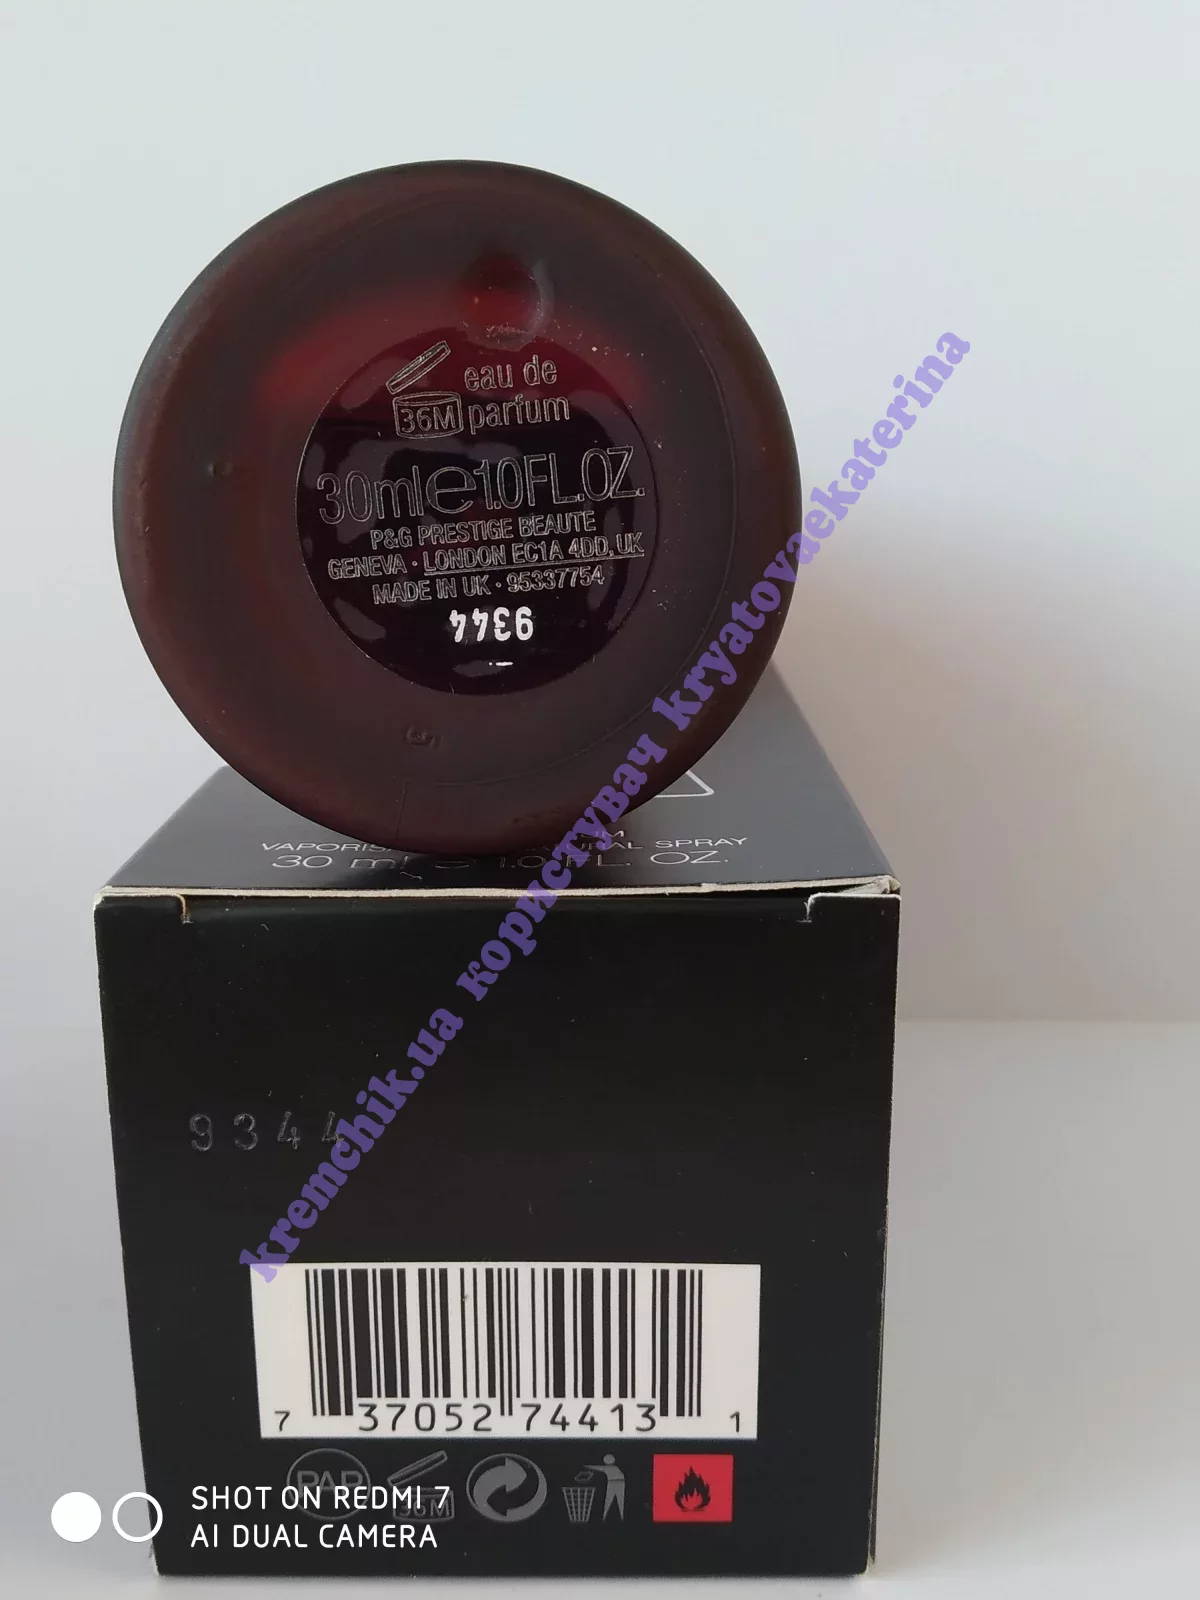 eau de
36M parfum
30ml e 1.0FL.OZ.
P&G PRESTIGE BEAUTE
GENEVA · LONDON EC1A 4DD, UK
MADE IN UK · 95337754
9344
NATURAL SPRAY
30 ml e 1.0 FL. OZ.
kremchik.ua користувач kryatovaekaterina
9344
7 37052 74413 1
PAP
36M
SHOT ON REDMI 7
AI DUAL CAMERA